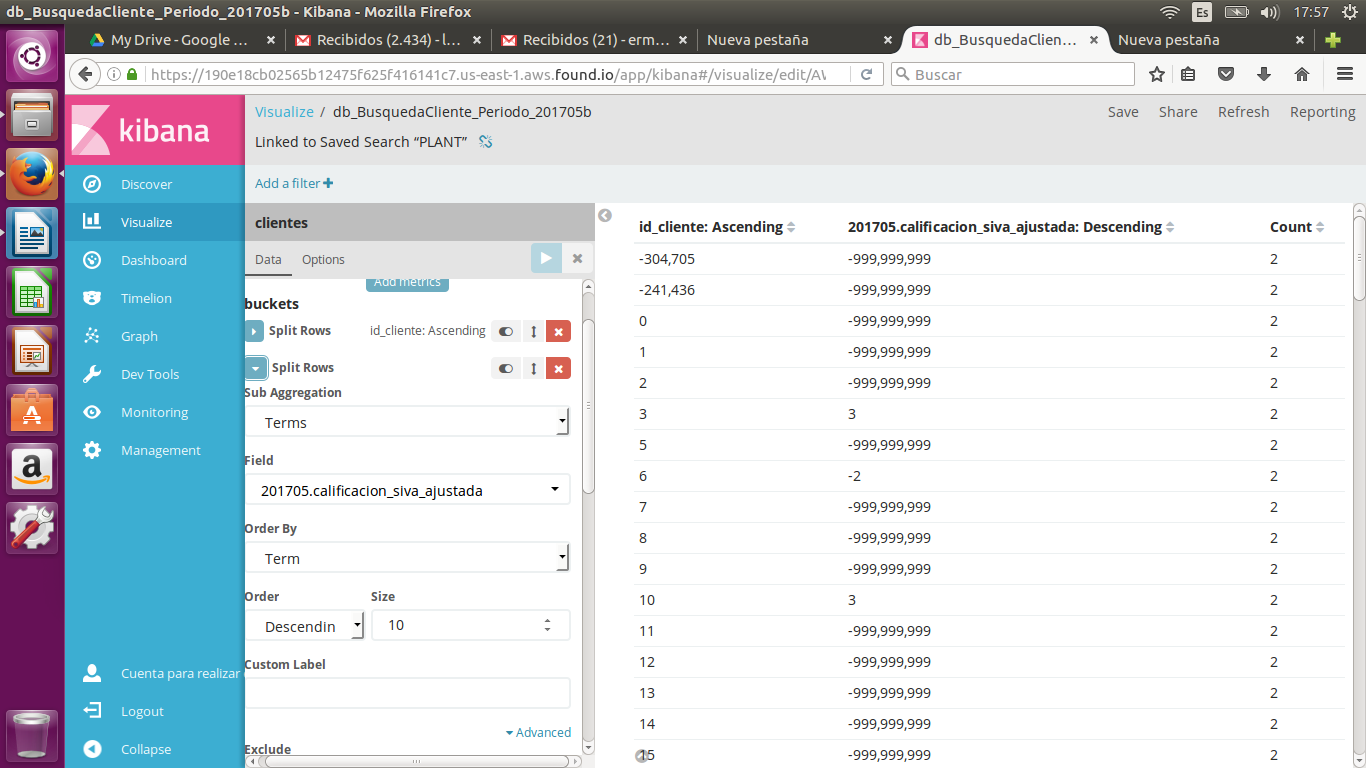 db_BusquedaCliente_Periodo_201705b - Kibana - Mozilla Firefox
Es
17:57
My Drive - Google ...
Recibidos (2.434) - l...
Recibidos (21) - erm...
Nueva pestaña
db_BusquedaClien...
Nueva pestaña
https://190e18cb02565b12475f625f416141c7.us-east-1.aws.found.io/app/kibana#/visualize/edit/AV
Buscar
kibana
Visualize / db_BusquedaCliente_Periodo_201705b
Save
Share
Refresh
Reporting
Linked to Saved Search “PLANT”
Add a filter
Discover
Visualize
Dashboard
Timelion
Graph
Dev Tools
Monitoring
Management
Cuenta para realizar
Logout
Collapse
clientes
Data
Options
Add metrics
buckets
Split Rows
id_cliente: Ascending
Split Rows
Sub Aggregation
Terms
Field
201705.calificacion_siva_ajustada
Order By
Term
Order
Size
Descendin
10
Custom Label
Advanced
Exclude
id_cliente: Ascending 201705.calificacion_siva_ajustada: Descending Count
-304,705 -999,999,999 2
-241,436 -999,999,999 2
0 -999,999,999 2
1 -999,999,999 2
2 -999,999,999 2
3 3 2
5 -999,999,999 2
6 -2 2
7 -999,999,999 2
8 -999,999,999 2
9 -999,999,999 2
10 3 2
11 -999,999,999 2
12 -999,999,999 2
13 -999,999,999 2
14 -999,999,999 2
15 -999,999,999 2